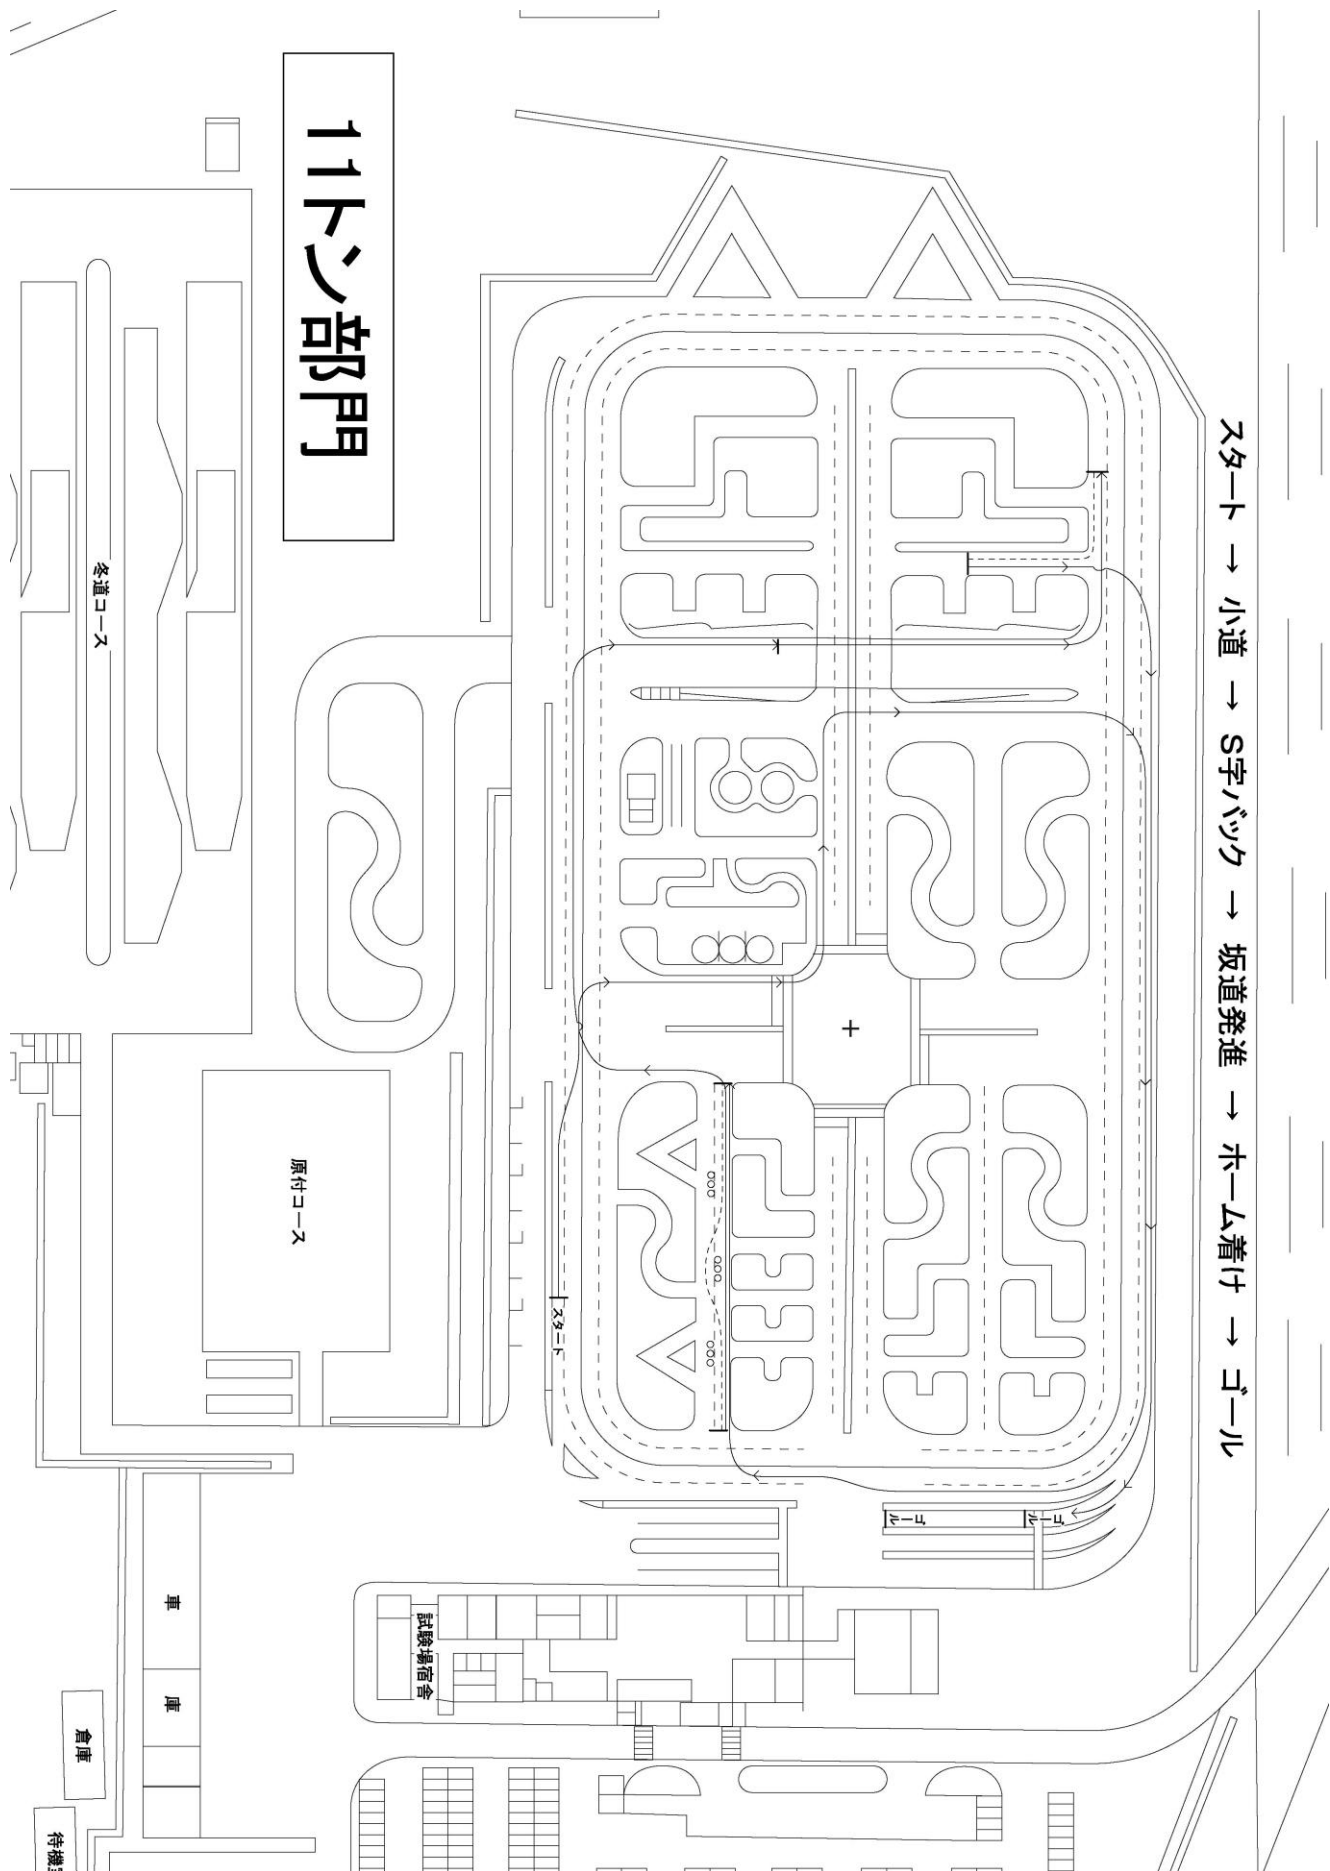 11トン部門
スタート → 小道 → S字バック → 坂道発進 → ホーム着け → ゴール
冬道コース
原付コース
スタート
ゴール
ゴール
試験場宿舎
車庫
倉庫